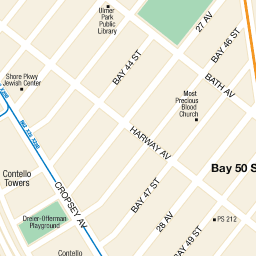 Ulmer
Park
Public
Library
27 AV
BAY 46 ST
BAY 44 ST
Shore Pkwy
Jewish Center
BATH AV
Most
Precious
Blood
Church
HARWAY AV
Bay 50 S
Contello
Towers
CROPSEY AV
BAY 47 ST
Dreier-Offerman
Playground
28 AV
PS 212
BAY 49 ST
Contello